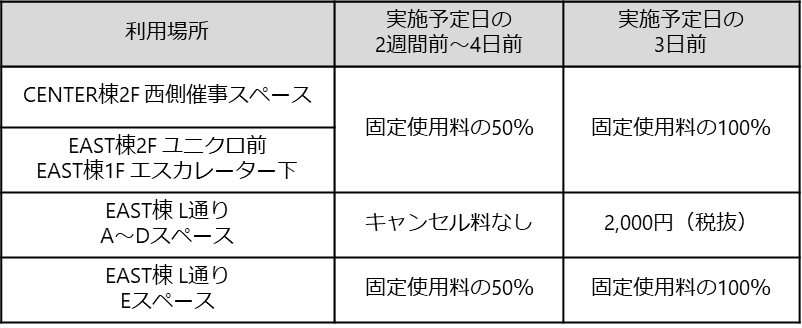 利用場所
実施予定日の
2週間前～4日前
実施予定日の
3日前
CENTER棟2F 西側催事スペース
固定使用料の50%
固定使用料の100%
EAST棟2F ユニクロ前
EAST棟1F エスカレーター下
EAST棟 L通り
A～Dスペース
キャンセル料なし
2,000円（税抜）
EAST棟 L通り
Eスペース
固定使用料の50%
固定使用料の100%